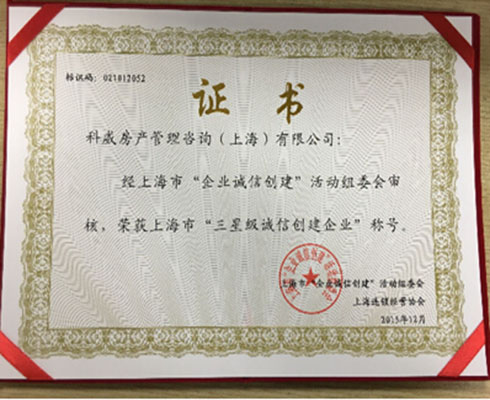 标识码：021812052
证书
科威房产管理咨询（上海）有限公司：
经上海市“企业诚信创建”活动组委会审
核，荣获上海市“三星级诚信创建企业”称号。
上海市“企业诚信创建”活动组委会
上海连锁经营协会
2015年12月